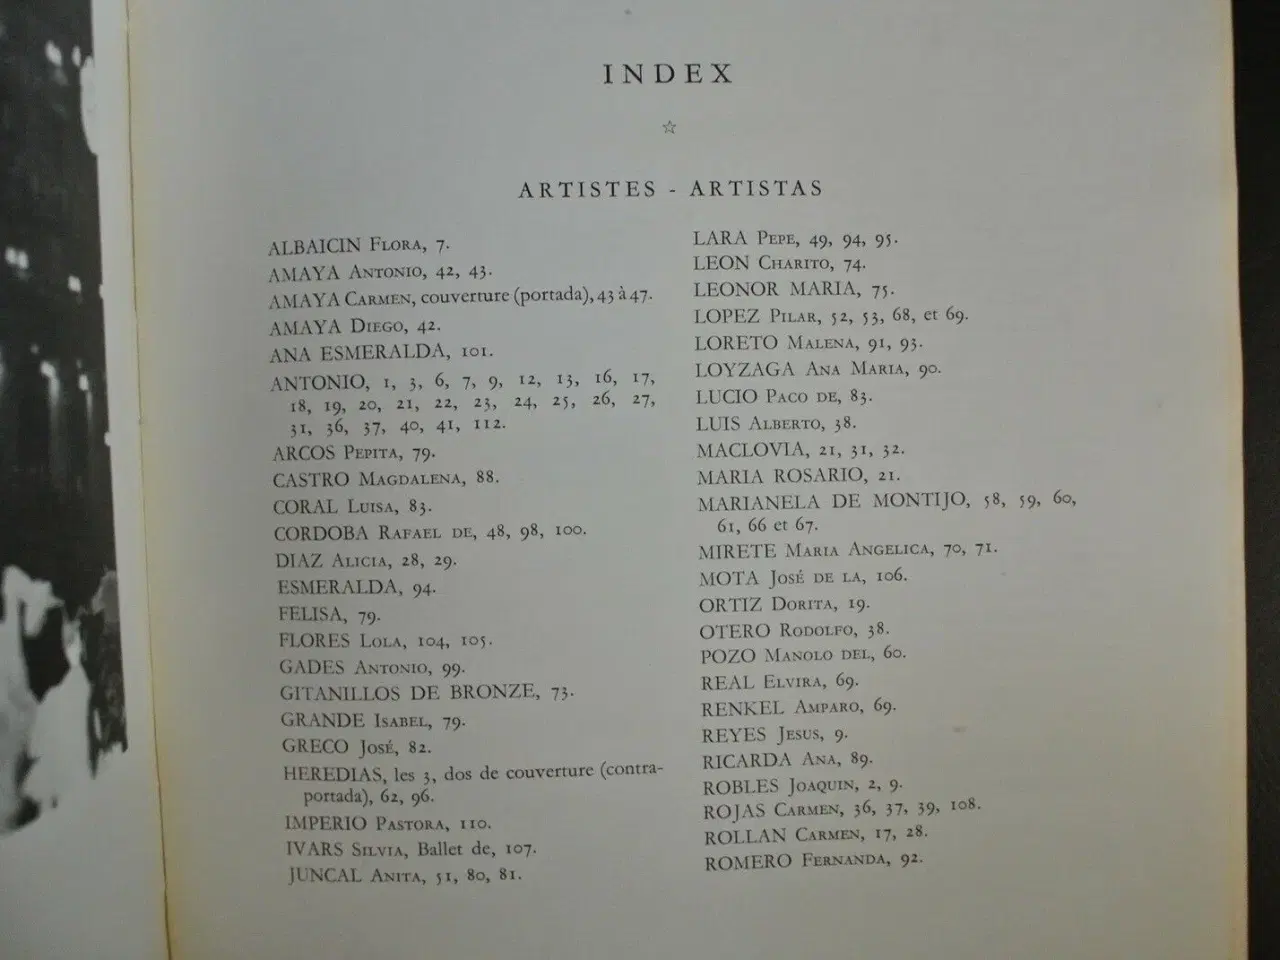 INDEX
☆
ARTISTES - ARTISTAS
ALBAICIN FLORA, 7.
AMAYA ANTONIO, 42, 43.
AMAYA CARMEN, couverture (portada), 43 à 47.
AMAYA DIEGO, 42.
ANA ESMERALDA, 101.
ANTONIO, 1, 3, 6, 7, 9, 12, 13, 16, 17,
18, 19, 20, 21, 22, 23, 24, 25, 26, 27,
31, 36, 37, 40, 41, 112.
ARCOS PEPITA, 79.
CASTRO MAGDALENA, 88.
CORAL LUISA, 83.
CORDOBA RAFAEL DE, 48, 98, 100.
DIAZ ALICIA, 28, 29.
ESMERALDA, 94.
FELISA, 79.
FLORES LOLA, 104, 105.
GADES ANTONIO, 99.
GITANILLOS DE BRONZE, 73.
GRANDE ISABEL, 79.
GRECO JOSÉ, 82.
HEREDIAS, les 3, dos de couverture (contra-
portada), 62, 96.
IMPERIO PASTORA, 110.
IVARS SILVIA, Ballet de, 107.
JUNCAL ANITA, 51, 80, 81.
LARA PEPE, 49, 94, 95.
LEON CHARITO, 74.
LEONOR MARIA, 75.
LOPEZ PILAR, 52, 53, 68, et 69.
LORETO MALENA, 91, 93.
LOYZAGA ANA MARIA, 90.
LUCIO PACO DE, 83.
LUIS ALBERTO, 38.
MACLOVIA, 21, 31, 32.
MARIA ROSARIO, 21.
MARIANELA DE MONTIJO, 58, 59, 60,
61, 66 et 67.
MIRETE MARIA ANGELICA, 70, 71.
MOTA JOSÉ DE LA, 106.
ORTIZ DORITA, 19.
OTERO RODOLFO, 38.
POZO MANOLO DEL, 60.
REAL ELVIRA, 69.
RENKEL AMPARO, 69.
REYES JESUS, 9.
RICARDA ANA, 89.
ROBLES JOAQUIN, 2, 9.
ROJAS CARMEN, 36, 37, 39, 108.
ROLLAN CARMEN, 17, 28.
ROMERO FERNANDA, 92.